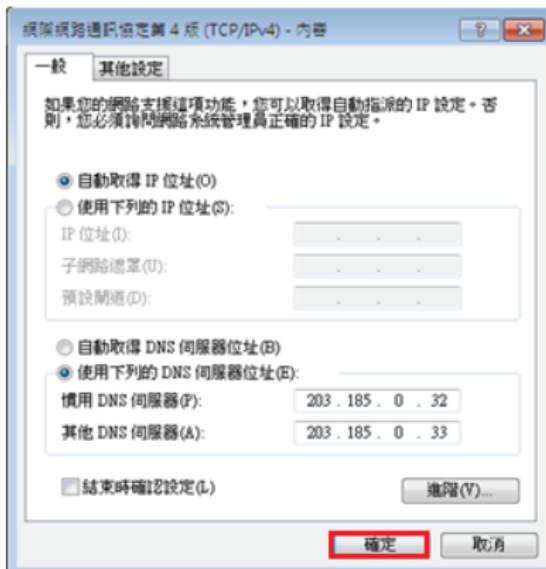 網際網路通訊協定第 4 版 (TCP/IPv4) - 內容
一般 其他設定
如果您的網路支援這項功能，您可以取得自動指派的 IP 設定。否
則，您必須詢問網路系統管理員正確的 IP 設定。
自動取得 IP 位址(O)
使用下列的 IP 位址(S):
IP 位址(I):
子網路遮罩(U):
預設閘道(D):
自動取得 DNS 伺服器位址(B)
使用下列的 DNS 伺服器位址(E):
慣用 DNS 伺服器(P): 203 . 185 . 0 . 32
其他 DNS 伺服器(A): 203 . 185 . 0 . 33
結束時確認設定(L) 進階(V)...
確定 取消